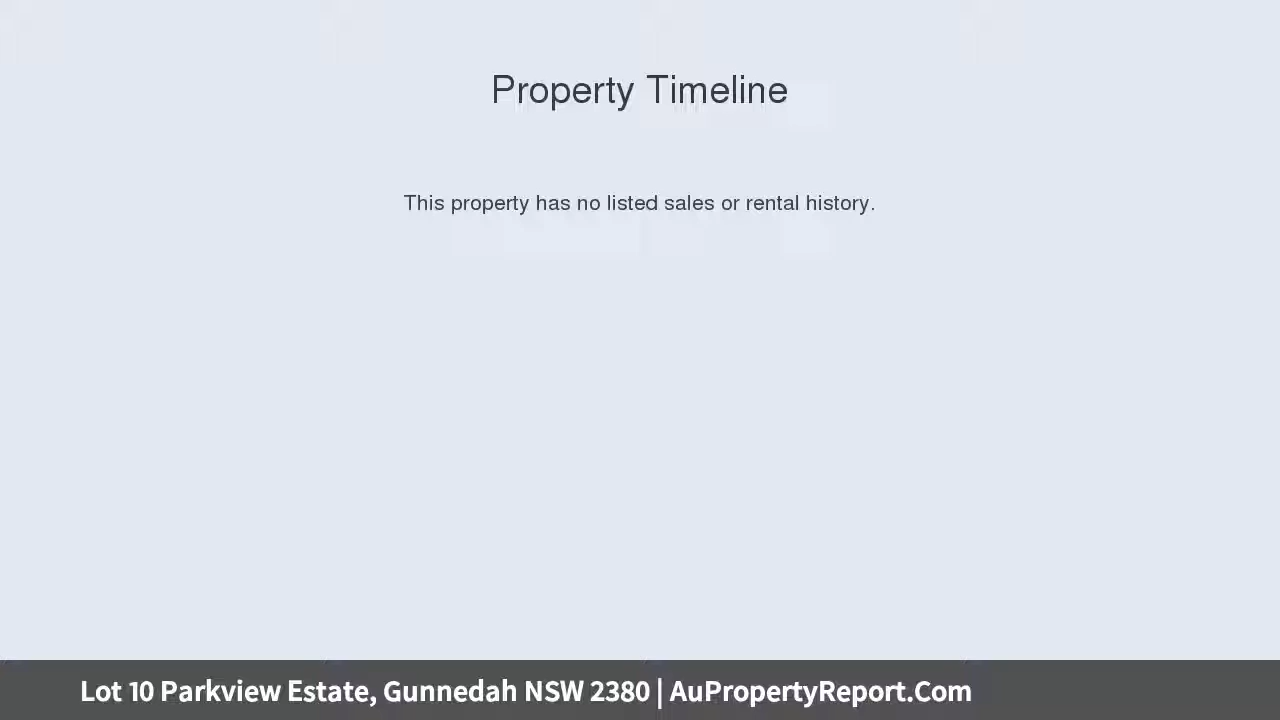 Property Timeline
This property has no listed sales or rental history.
Lot 10 Parkview Estate, Gunnedah NSW 2380 | AuPropertyReport.Com